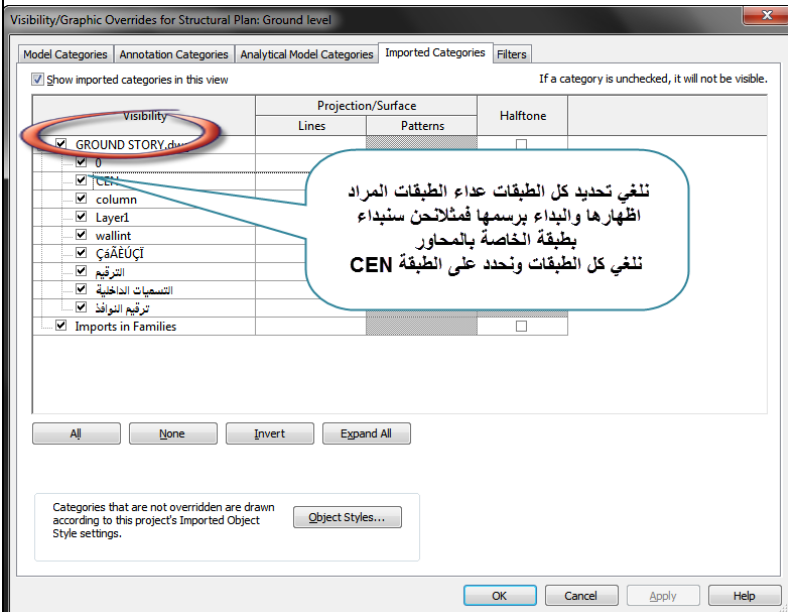 Visibility/Graphic Overrides for Structural Plan: Ground level
Model Categories Annotation Categories Analytical Model Categories Imported Categories Filters
Show imported categories in this view If a category is unchecked, it will not be visible.
Visibility Projection/Surface Halftone
Lines Patterns
GROUND STORY.dw
0
CEN
column
Layer1
wallint
ÇáÃÈÚÇÏ
الترقيم
التسميات الداخلية
ترقيم النوافذ
Imports in Families
نلغي تحديد كل الطبقات عداء الطبقات المراد
اظهارها والبداء برسمها فمثلانحن سنبداء
بطبقة الخاصة بالمحاور
نلغي كل الطبقات ونحدد على الطبقة CEN
All None Invert Expand All
Categories that are not overridden are drawn
according to this project's Imported Object
Style settings.
Object Styles...
OK Cancel Apply Help